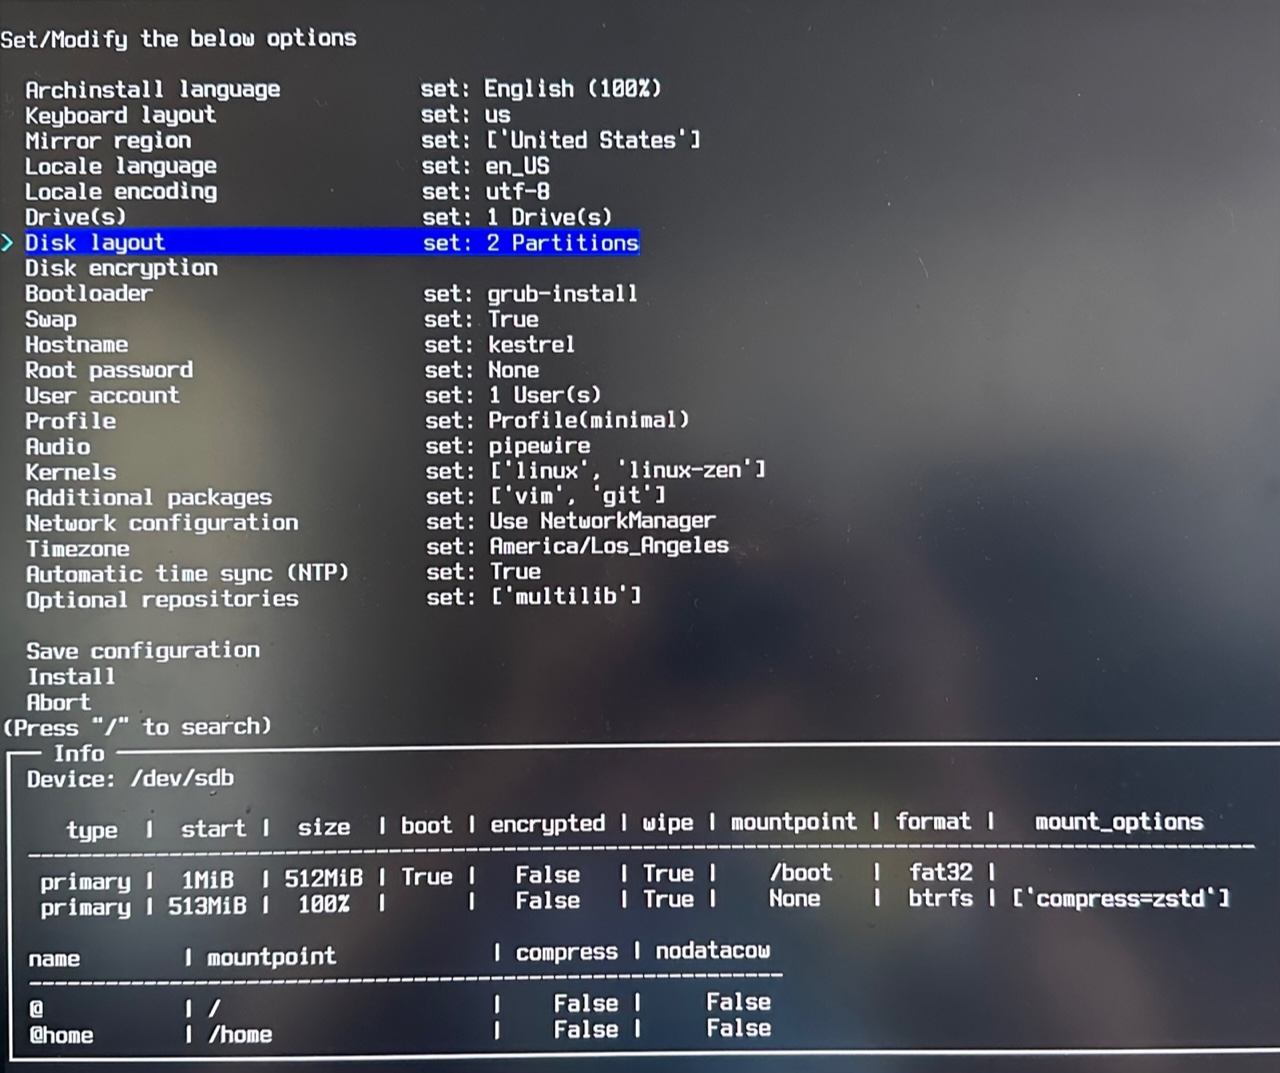 Set/Modify the below options
Archinstall language set: English (100%)
Keyboard layout set: us
Mirror region set: ['United States']
Locale language set: en_US
Locale encoding set: utf-8
Drive(s) set: 1 Drive(s)
> Disk layout set: 2 Partitions
Disk encryption
Bootloader set: grub-install
Swap set: True
Hostname set: kestrel
Root password set: None
User account set: 1 User(s)
Profile set: Profile(minimal)
Audio set: pipewire
Kernels set: ['linux', 'linux-zen']
Additional packages set: ['vim', 'git']
Network configuration set: Use NetworkManager
Timezone set: America/Los_Angeles
Automatic time sync (NTP) set: True
Optional repositories set: ['multilib']
Save configuration
Install
Abort
(Press "/" to search)
Info
Device: /dev/sdb
type | start | size | boot | encrypted | wipe | mountpoint | format | mount_options
primary | 1MiB | 512MiB | True | False | True | /boot | fat32 |
primary | 513MiB | 100% | | False | True | None | btrfs | ['compress=zstd']
name | mountpoint | compress | nodatacow
@ | / | False | False
@home | /home | False | False